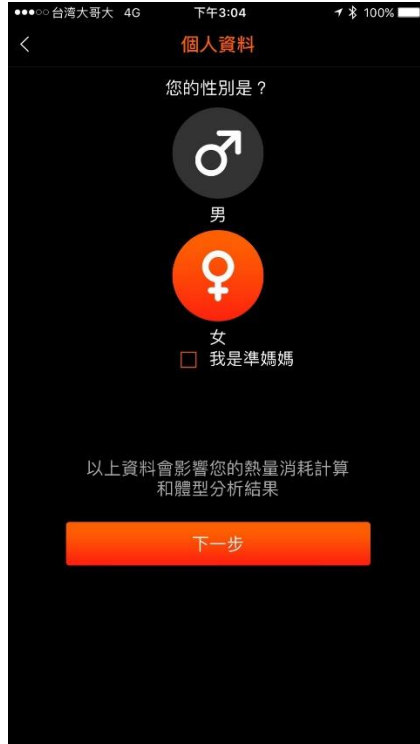 台湾大哥大 4G 下午3:04 100%
個人資料
您的性別是？
男
女
我是準媽媽
以上資料會影響您的熱量消耗計算
和體型分析結果
下一步